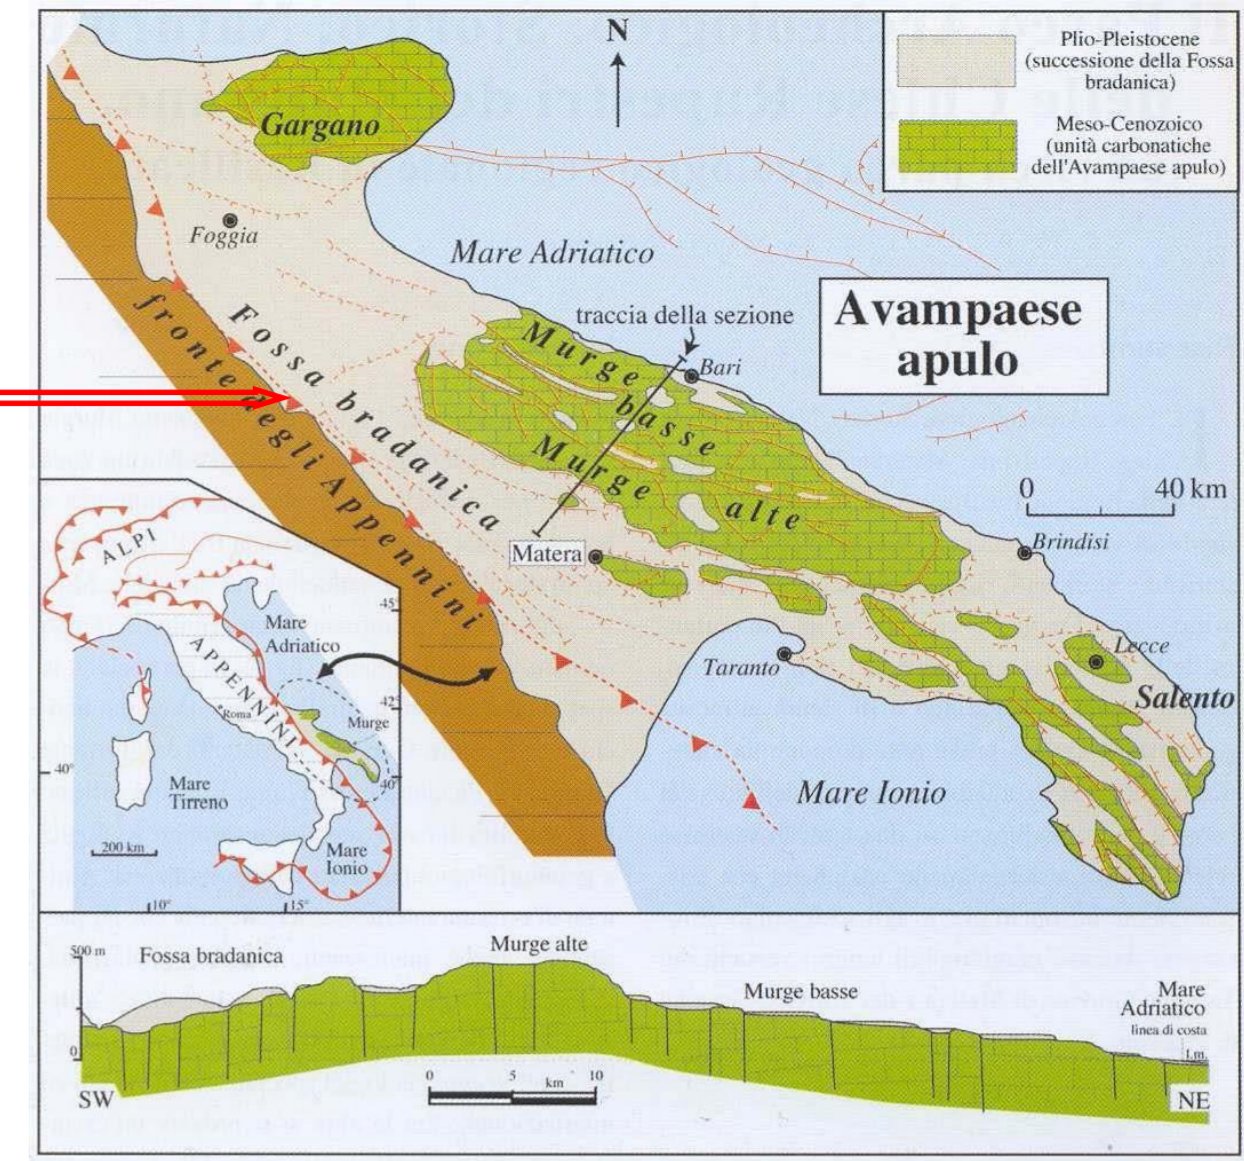 N
Plio-Pleistocene
(successione della Fossa
bradanica)
Meso-Cenozoico
(unità carbonatiche
dell'Avampaese apulo)
Gargano
Foggia
Mare Adriatico
Avampaese
apulo
traccia della sezione
Bari
Murge basse
Murge alte
Fossa bradanica
fronte degli Appennini
0 40 km
Matera
Brindisi
Taranto
Lecce
Salento
Mare Ionio
ALPI
Mare
Adriatico
APPENNINI
Roma
Murge
45°
42°
40°
40°
Mare
Tirreno
200 km
Mare
Ionio
10°
15°
500 m
Fossa bradanica
Murge alte
Murge basse
Mare
Adriatico
linea di costa
0
1.m.
0 5 km 10
SW
NE